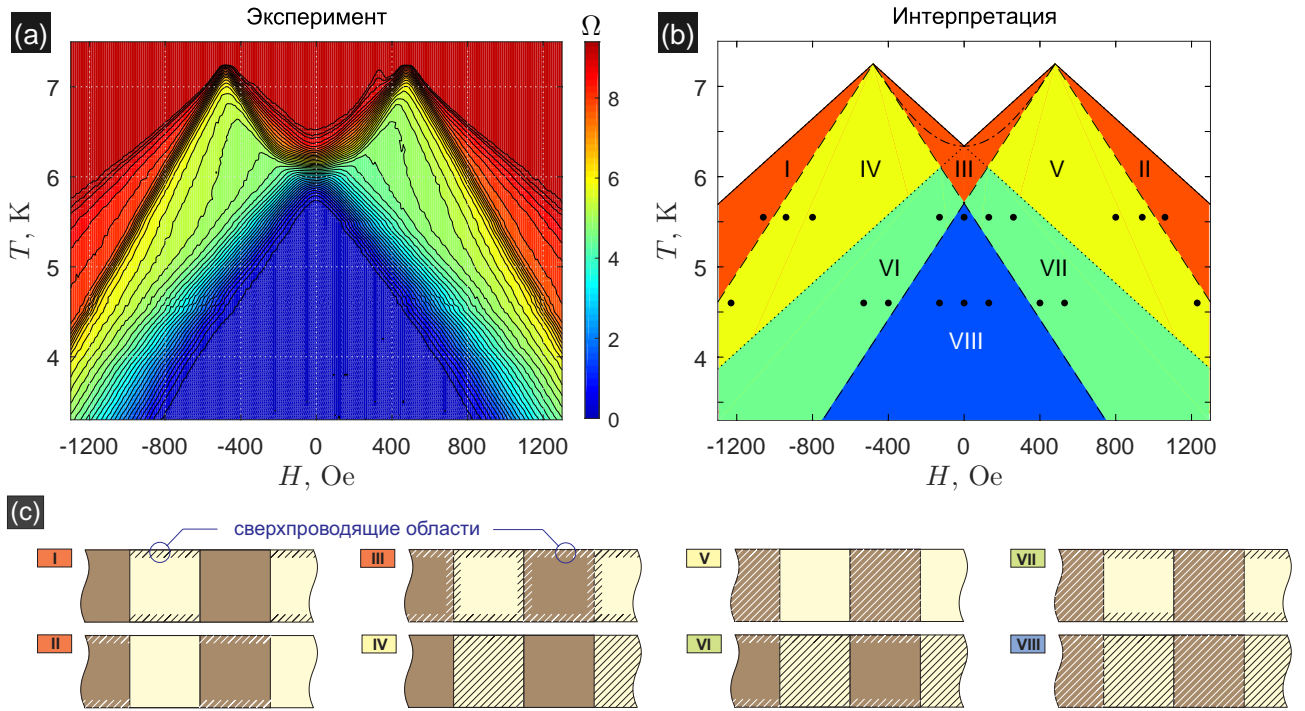 Эксперимент
Интерпретация
(a)
Ω
(b)
7
6
5
4
T, K
8
6
4
2
0
-1200 -800 -400 0 400 800 1200
H, Oe
7
6
5
4
T, K
I
IV
III
V
II
VI
VII
VIII
-1200 -800 -400 0 400 800 1200
H, Oe
(c)
сверхпроводящие области
I
III
V
VII
II
IV
VI
VIII